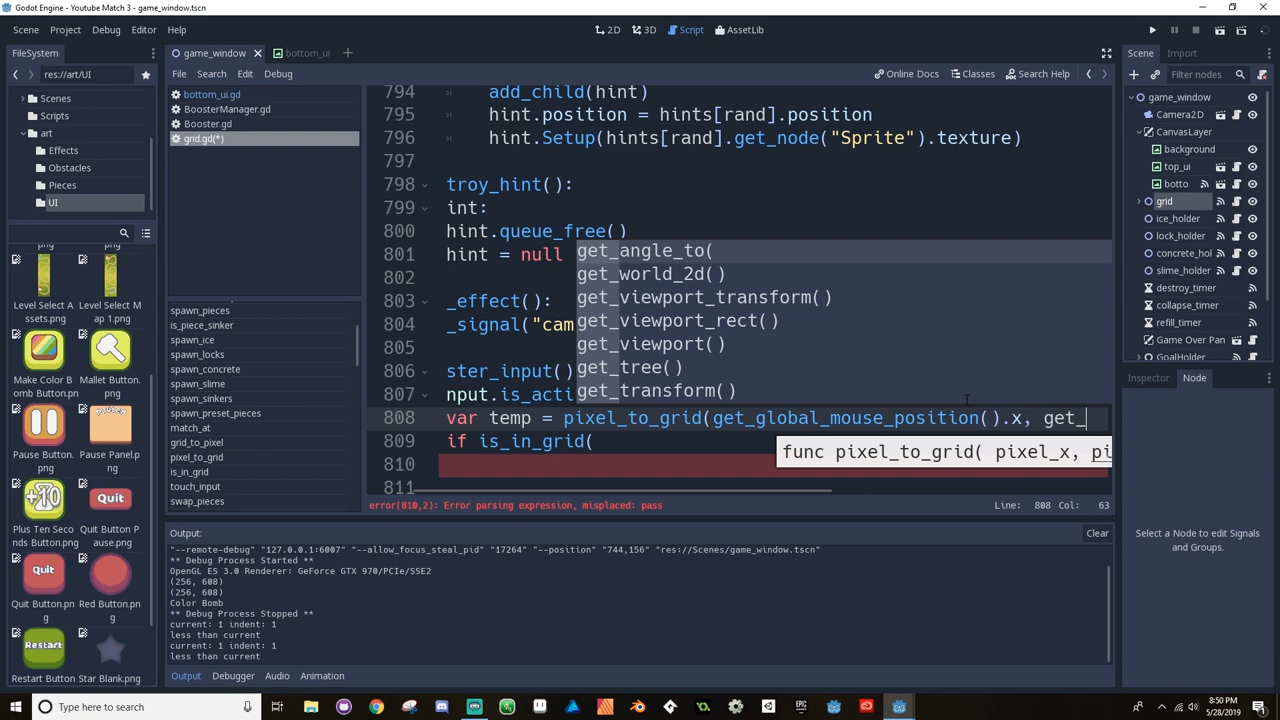 Godot Engine - Youtube Match 3 - game_window.tscn
Scene Project Debug Editor Help
2D 3D Script AssetLib
FileSystem
res://art/UI
Scenes
Scripts
art
Effects
Obstacles
Pieces
UI
png png
Level Select A
ssets.png
Level Select M
ap 1.png
Make Color B
omb Button.pn
g
Mallet Button.
png
PAUSE
Pause Button.
png
Pause Panel.p
ng
+10
Plus Ten Seco
nds Button.png
Quit
Quit Button P
ause.png
Quit
Quit Button.pn
g
Red Button.pn
g
Restart
Restart Button
Star Blank.png
game_window
bottom_ui
File Search Edit Debug
Online Docs Classes Search Help
bottom_ui.gd
BoosterManager.gd
Booster.gd
grid.gd(*)
spawn_pieces
is_piece_sinker
spawn_ice
spawn_locks
spawn_concrete
spawn_slime
spawn_sinkers
spawn_preset_pieces
match_at
grid_to_pixel
pixel_to_grid
is_in_grid
touch_input
swap_pieces
794 add_child(hint)
795 hint.position = hints[rand].position
796 hint.Setup(hints[rand].get_node("Sprite").texture)
797
798 troy_hint():
799 int:
800 hint.queue_free()
801 hint = null
802
803 _effect():
804 _signal("cam
805
806 ster_input()
807 nput.is_acti
808 var temp = pixel_to_grid(get_global_mouse_position().x, get_
809 if is_in_grid(
810
811
get_angle_to(
get_world_2d()
get_viewport_transform()
get_viewport_rect()
get_viewport()
get_tree()
get_transform()
func pixel_to_grid( pixel_x, pi
error(810,2): Error parsing expression, misplaced: pass
Line: 808 Col: 63
Output:
Clear
"--remote-debug" "127.0.0.1:6007" "--allow_focus_steal_pid" "17264" "--position" "744,156" "res://Scenes/game_window.tscn"
** Debug Process Started **
OpenGL ES 3.0 Renderer: GeForce GTX 970/PCIe/SSE2
(256, 608)
(256, 608)
Color Bomb
** Debug Process Stopped **
current: 1 indent: 1
less than current
current: 1 indent: 1
less than current
Output Debugger Audio Animation
Scene Import
Filter nodes
game_window
Camera2D
CanvasLayer
background
top_ui
botto
grid
ice_holder
lock_holder
concrete_hol
slime_holder
destroy_timer
collapse_timer
refill_timer
Game Over Pan
GoalHolder
Inspector Node
Select a Node to edit Signals
and Groups.
Type here to search
8:50 PM
5/28/2019